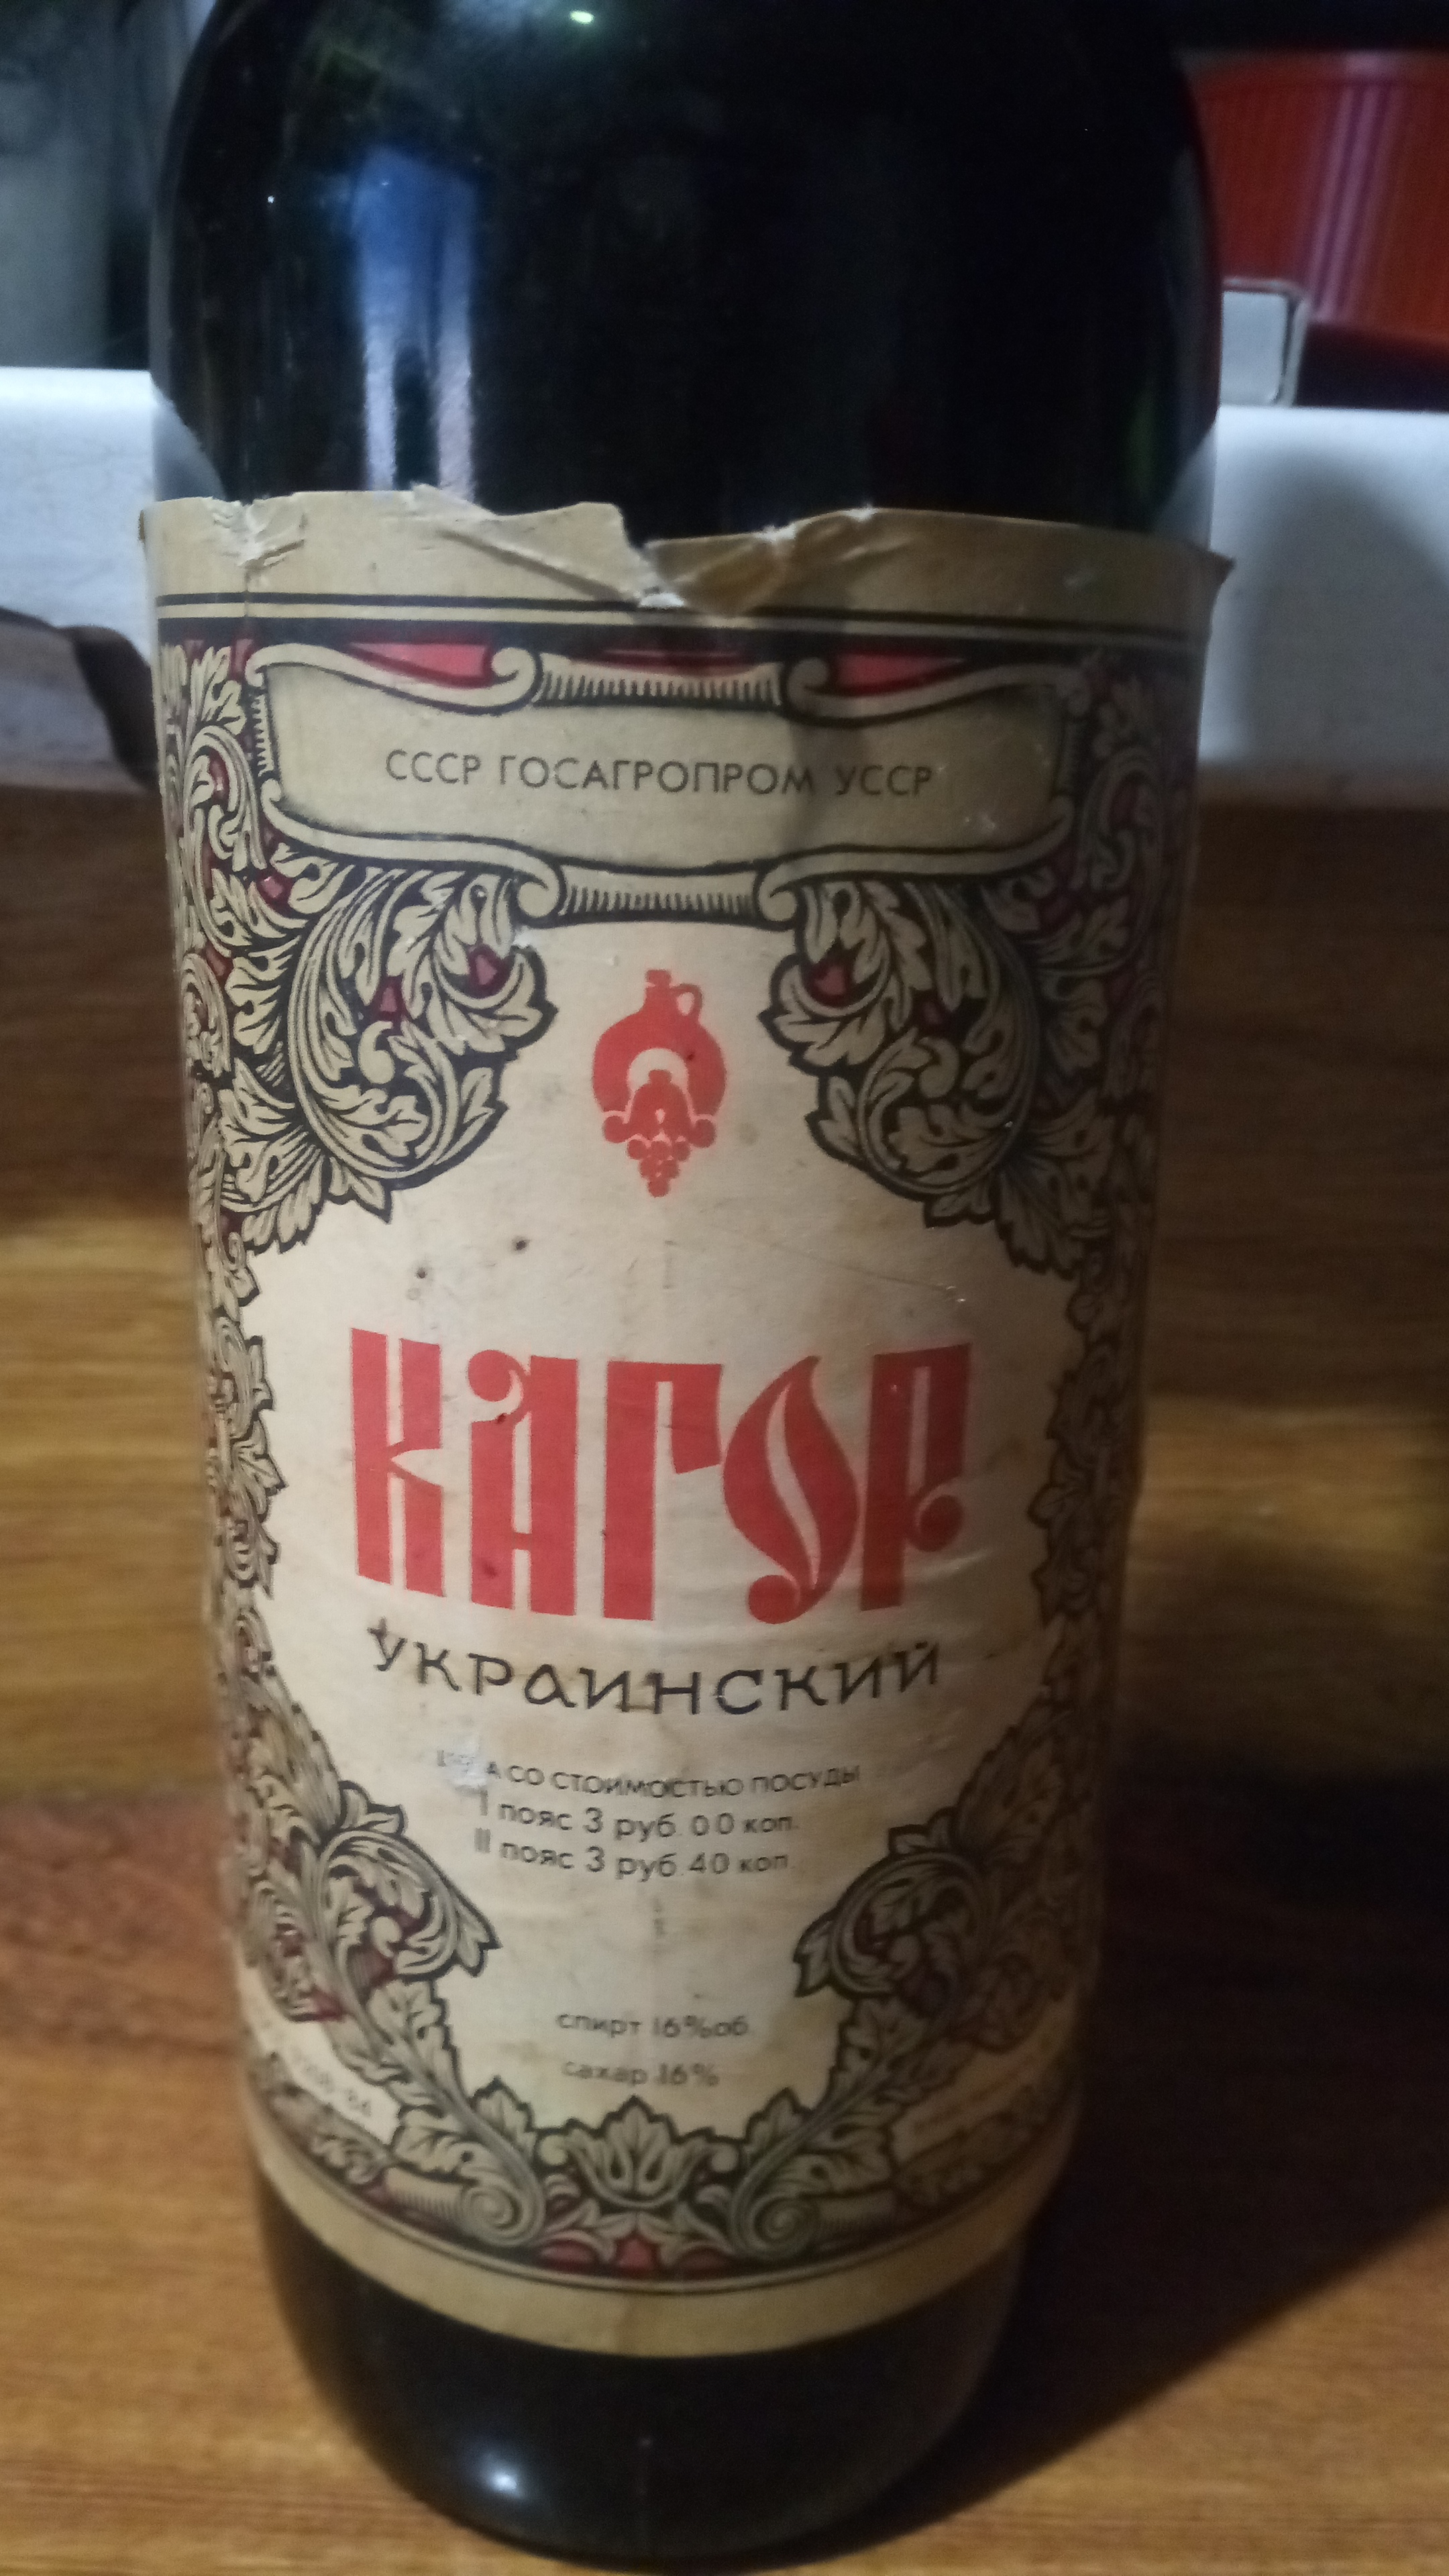 СССР ГОСАГРОПРОМ УССР
КАГОР
УКРАИНСКИЙ
СО СТОИМОСТЬЮ ПОСУДЫ
I пояс 3 руб. 00 коп.
II пояс 3 руб. 40 коп.
спирт 16%об.
сахар 16%